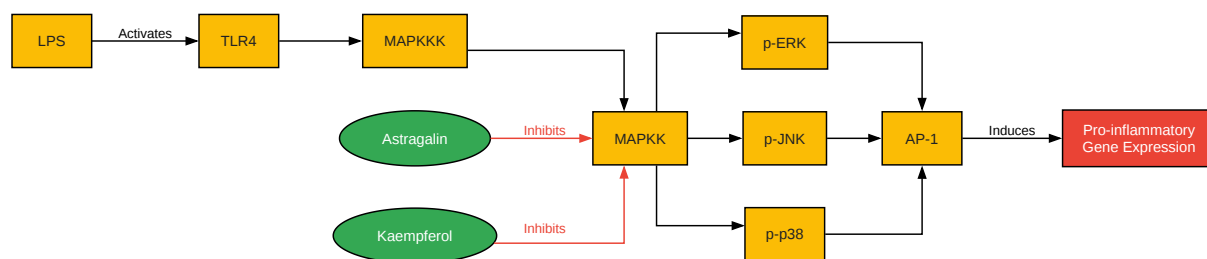 LPS
Activates
TLR4
MAPKKK
p-ERK
Astragalin
Inhibits
MAPKK
p-JNK
AP-1
Induces
Pro-inflammatory
Gene Expression
Kaempferol
Inhibits
p-p38